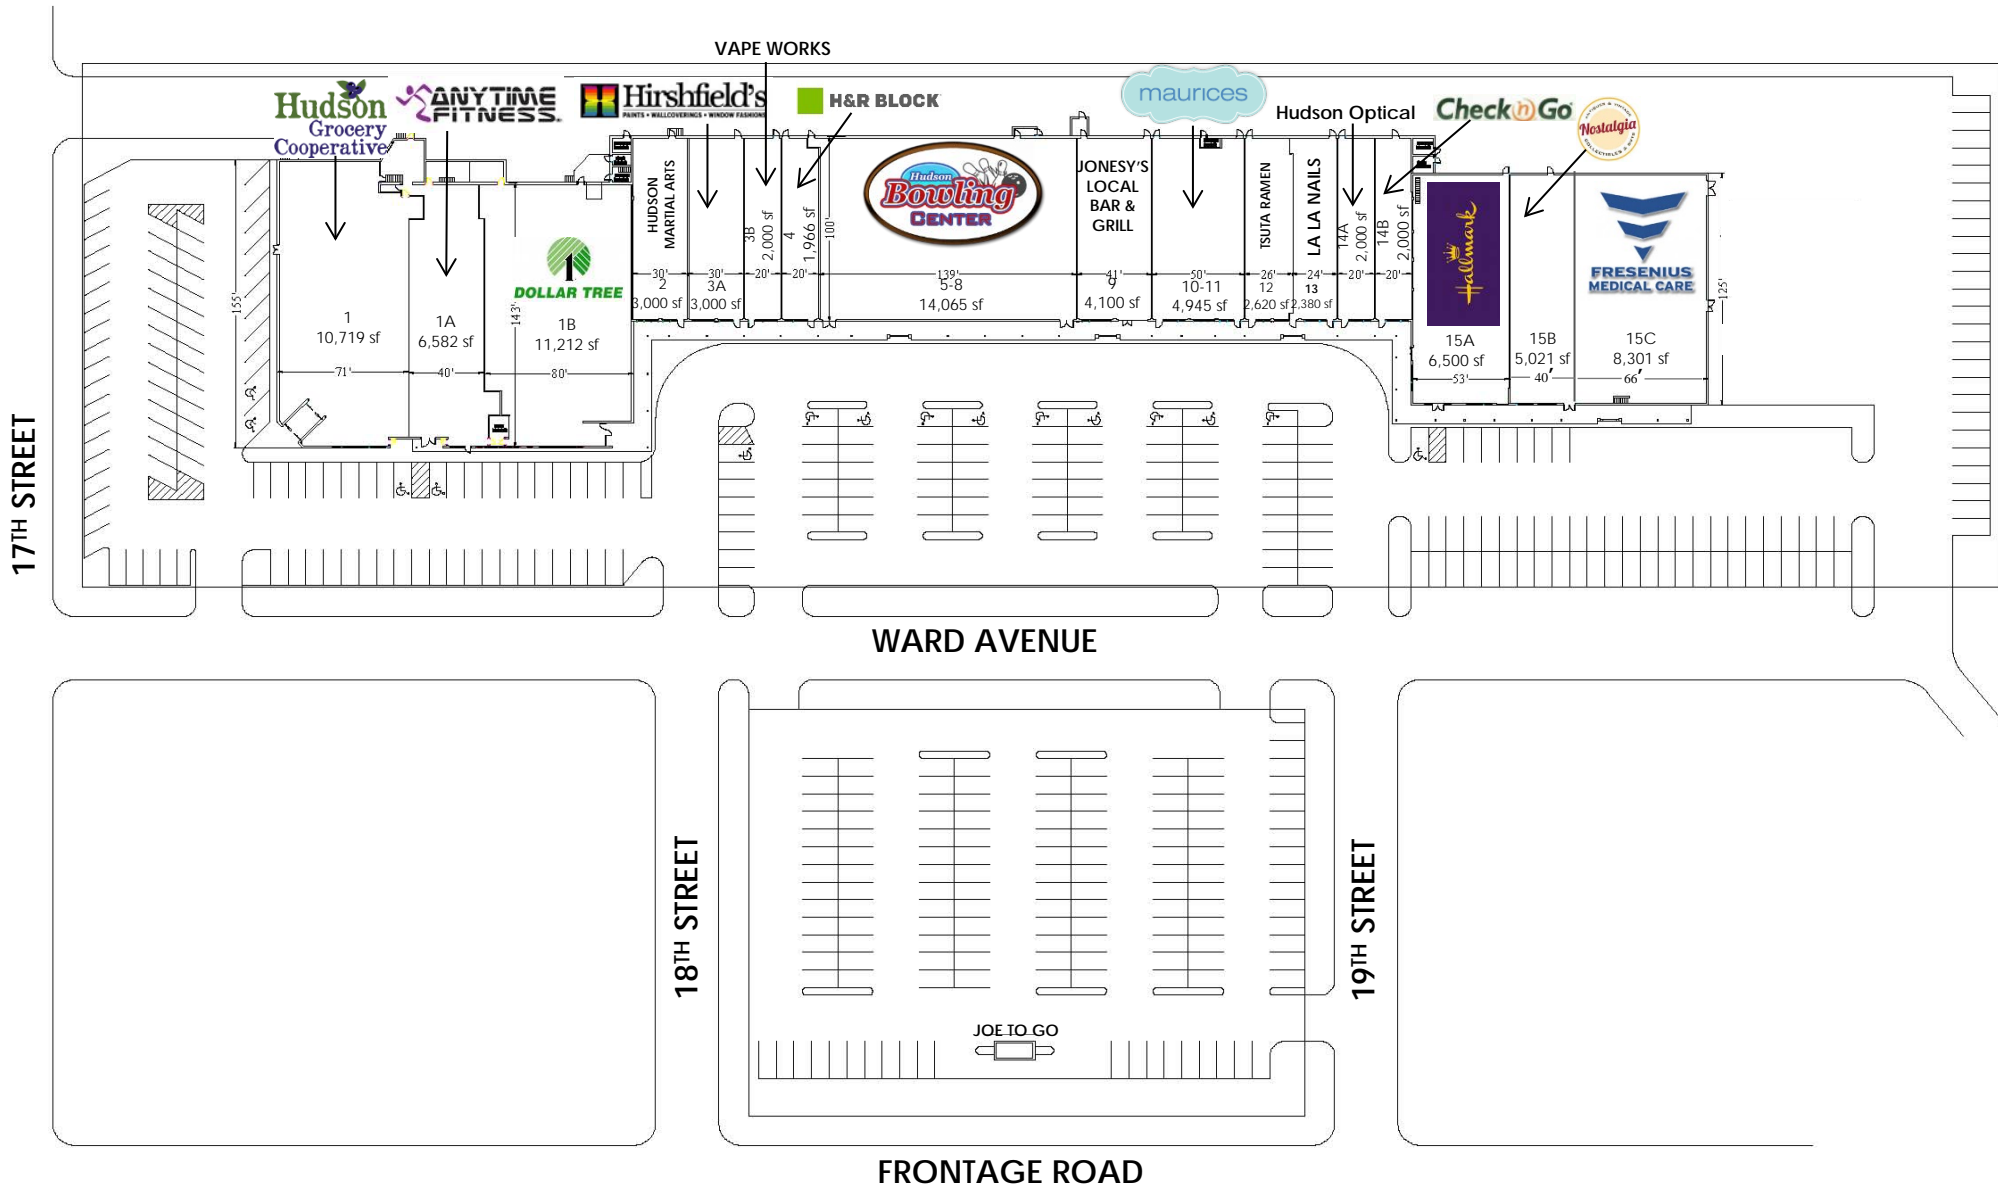 VAPE WORKS
Hudson
Grocery
Cooperative
ANYTIME
FITNESS.
Hirshfield's
PAINTS • WALLCOVERINGS • WINDOW FASHIONS
H&R BLOCK
maurices
Hudson Optical
Check n Go
Nostalgia
HUDSON
MARTIAL ARTS
3B
2,000 sf
4
1,966 sf
100'
Hudson
Bowling
CENTER
JONESY'S
LOCAL
BAR &
GRILL
TSUTA RAMEN
LA LA NAILS
14A
2,000 sf
14B
2,000 sf
Hallmark
FRESENIUS
MEDICAL CARE
DOLLAR TREE
155'
143'
125'
30'
30'
20'
20'
139'
41'
50'
26'
24'
20'
20'
2
3,000 sf
3A
3,000 sf
5-8
14,065 sf
9
4,100 sf
10-11
4,945 sf
12
2,620 sf
13
2,380 sf
1
10,719 sf
1A
6,582 sf
1B
11,212 sf
15A
6,500 sf
15B
5,021 sf
15C
8,301 sf
71'
40'
80'
53'
40'
66'
17TH STREET
WARD AVENUE
18TH STREET
19TH STREET
JOE TO GO
FRONTAGE ROAD